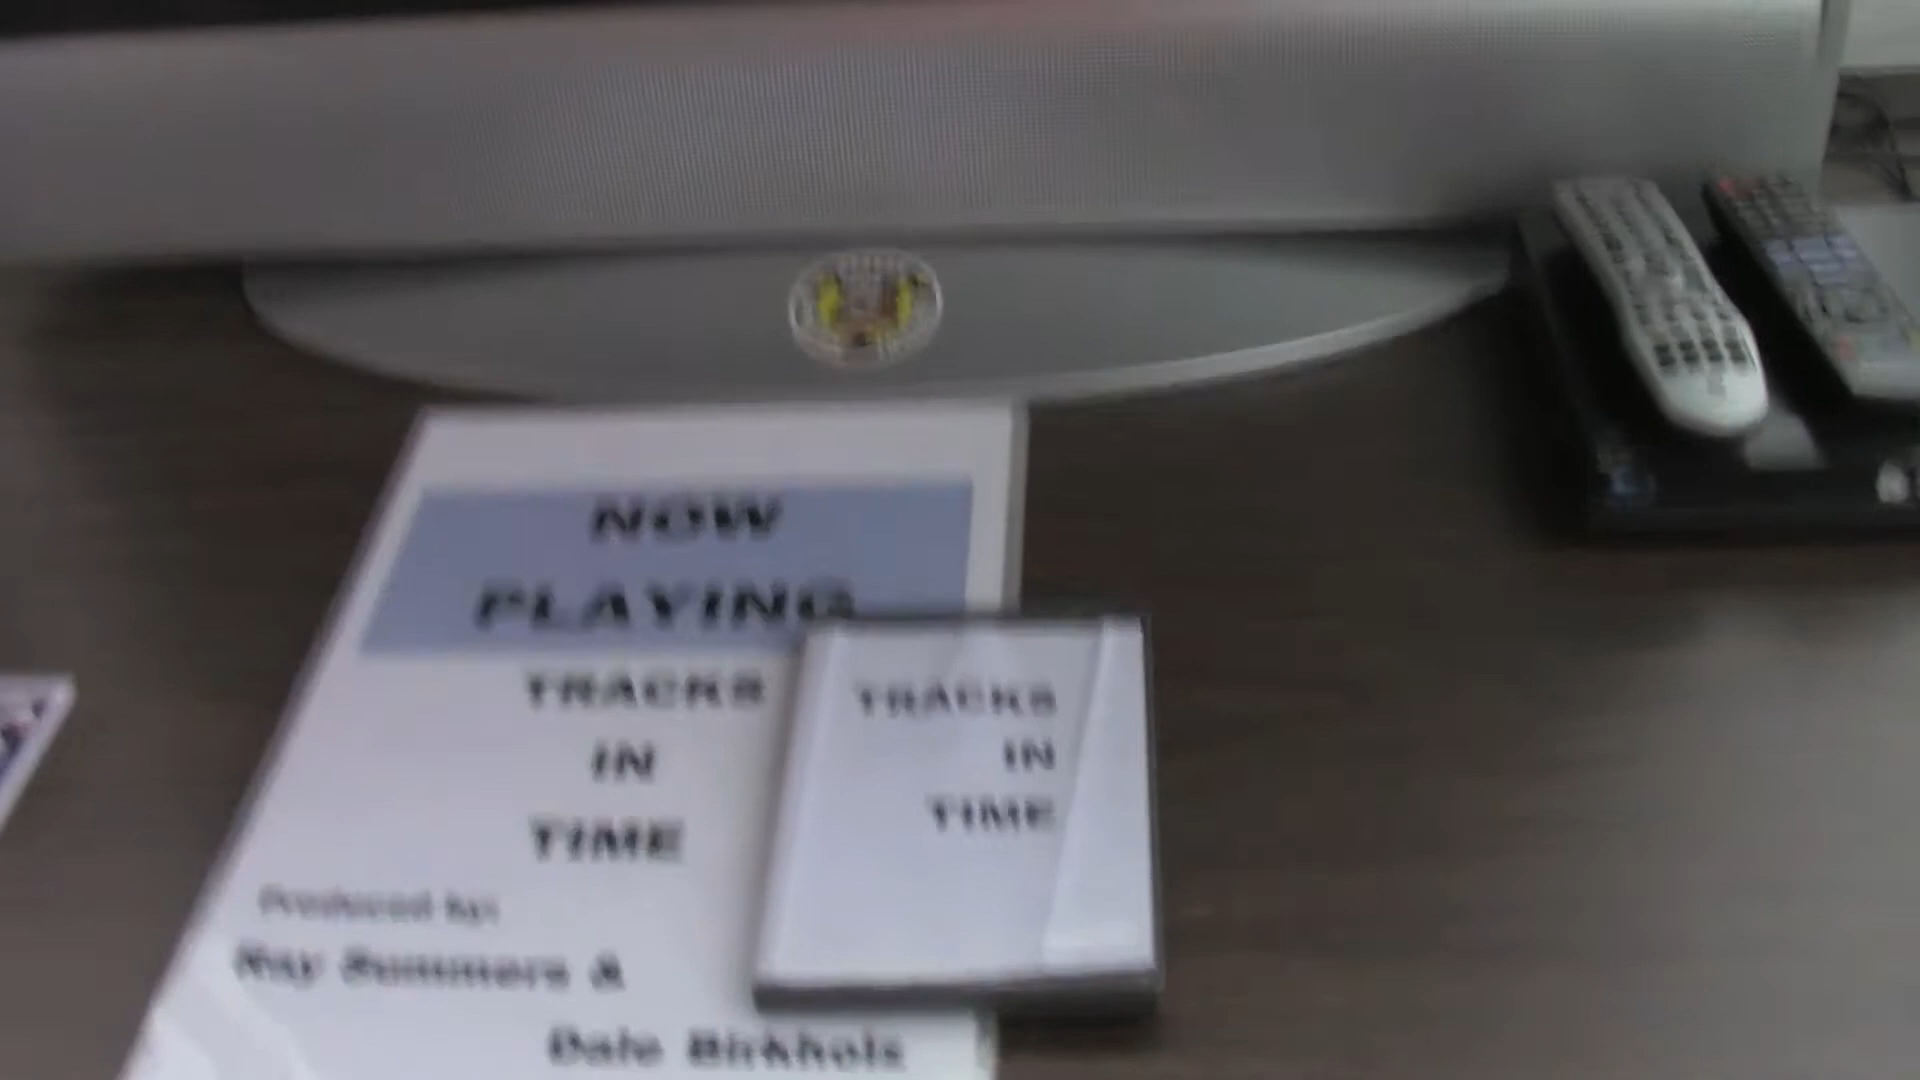 NOW
PLAYING
TRACKS
IN
TIME
Produced by:
Ray Summers &
Dale Birkholz
TRACKS
IN
TIME